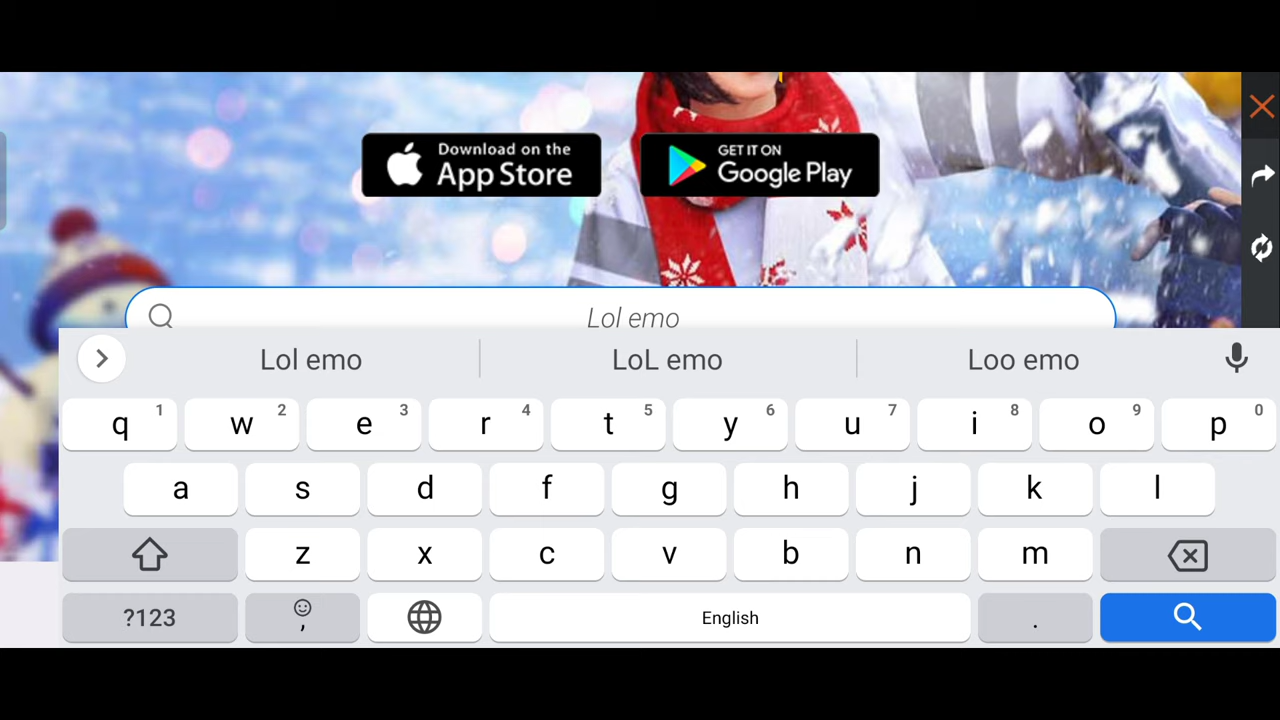 Download on the
App Store
GET IT ON
Google Play
Lol emo
Lol emo LoL emo Loo emo
q 1 w 2 e 3 r 4 t 5 y 6 u 7 i 8 o 9 p 0
a s d f g h j k l
z x c v b n m
?123 , English .